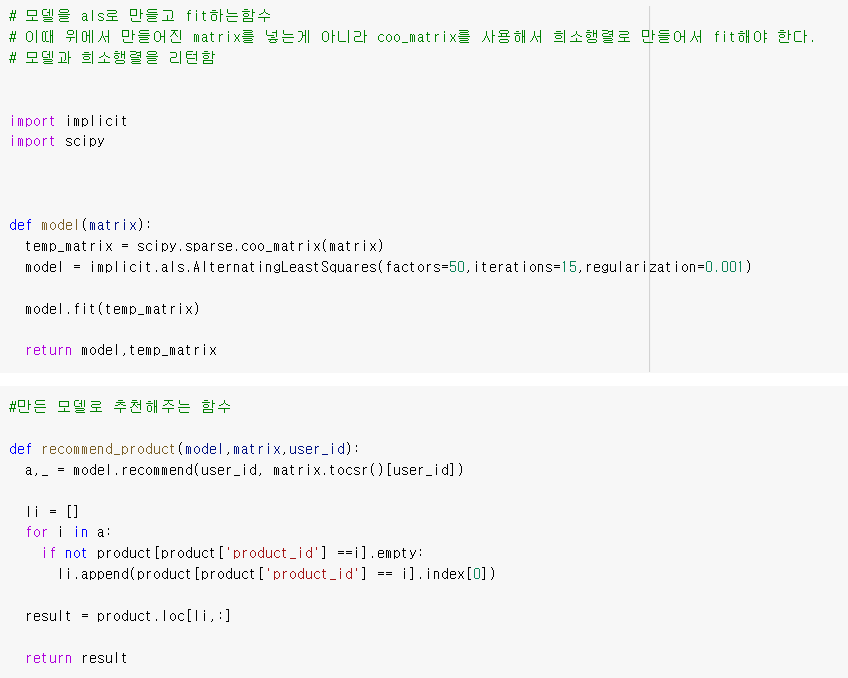 # 모델을 als로 만들고 fit하는함수
# 이때 위에서 만들어진 matrix를 넣는게 아니라 coo_matrix를 사용해서 희소행렬로 만들어서 fit해야 한다.
# 모델과 희소행렬을 리턴함
import implicit
import scipy
def model(matrix):
temp_matrix = scipy.sparse.coo_matrix(matrix)
model = implicit.als.AlternatingLeastSquares(factors=50,iterations=15,regularization=0.001)
model.fit(temp_matrix)
return model,temp_matrix
#만든 모델로 추천해주는 함수
def recommend_product(model,matrix,user_id):
a,_ = model.recommend(user_id, matrix.tocsr()[user_id])
li = []
for i in a:
if not product[product['product_id'] ==i].empty:
li.append(product[product['product_id'] == i].index[0])
result = product.loc[li,:]
return result